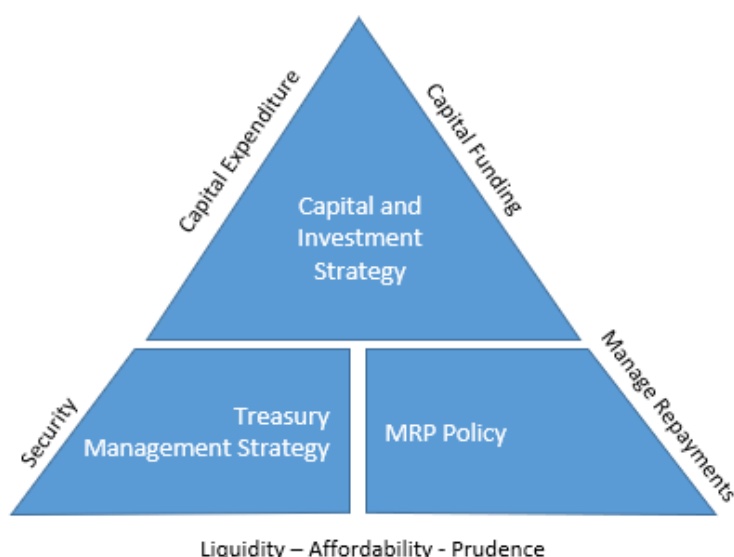 Capital Expenditure
Capital Funding
Capital and
Investment
Strategy
Security
Treasury
Management Strategy
MRP Policy
Manage Repayments
Liquidity – Affordability - Prudence